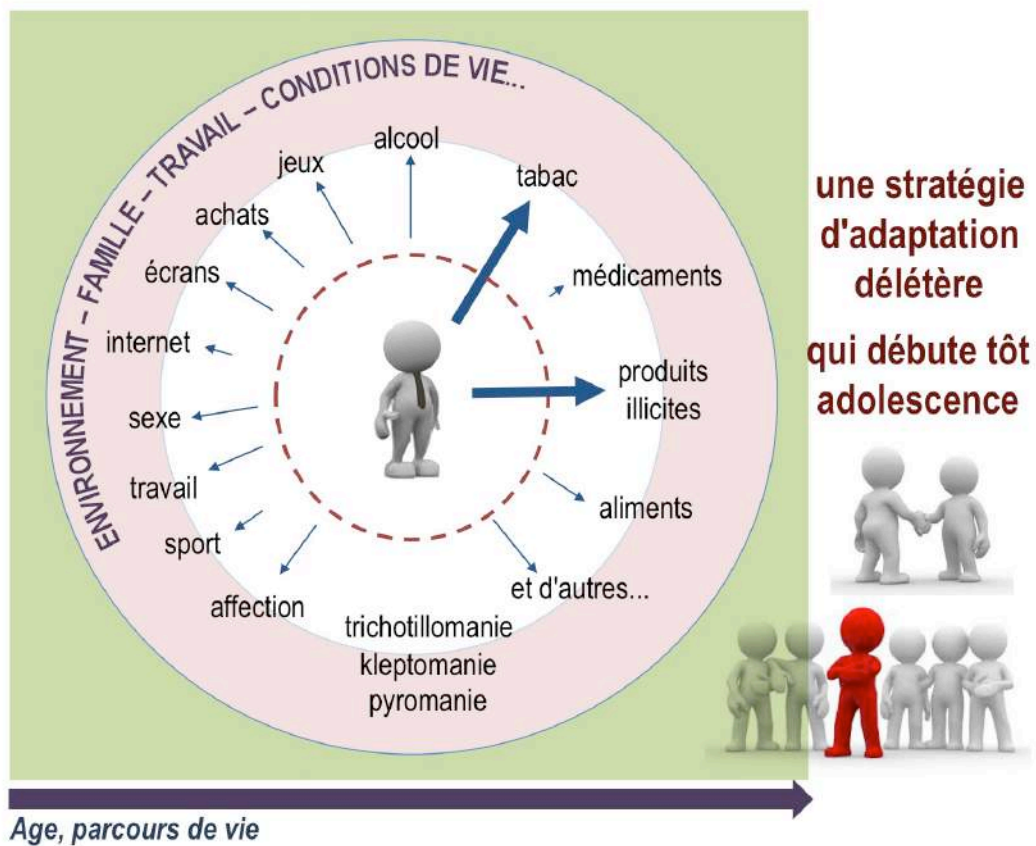 ENVIRONNEMENT – FAMILLE – TRAVAIL – CONDITIONS DE VIE...
alcool
jeux
tabac
achats
écrans
médicaments
internet
produits
illicites
sexe
travail
aliments
sport
et d'autres...
affection
trichotillomanie
kleptomanie
pyromanie
une stratégie
d'adaptation
délétère
qui débute tôt
adolescence
Age, parcours de vie